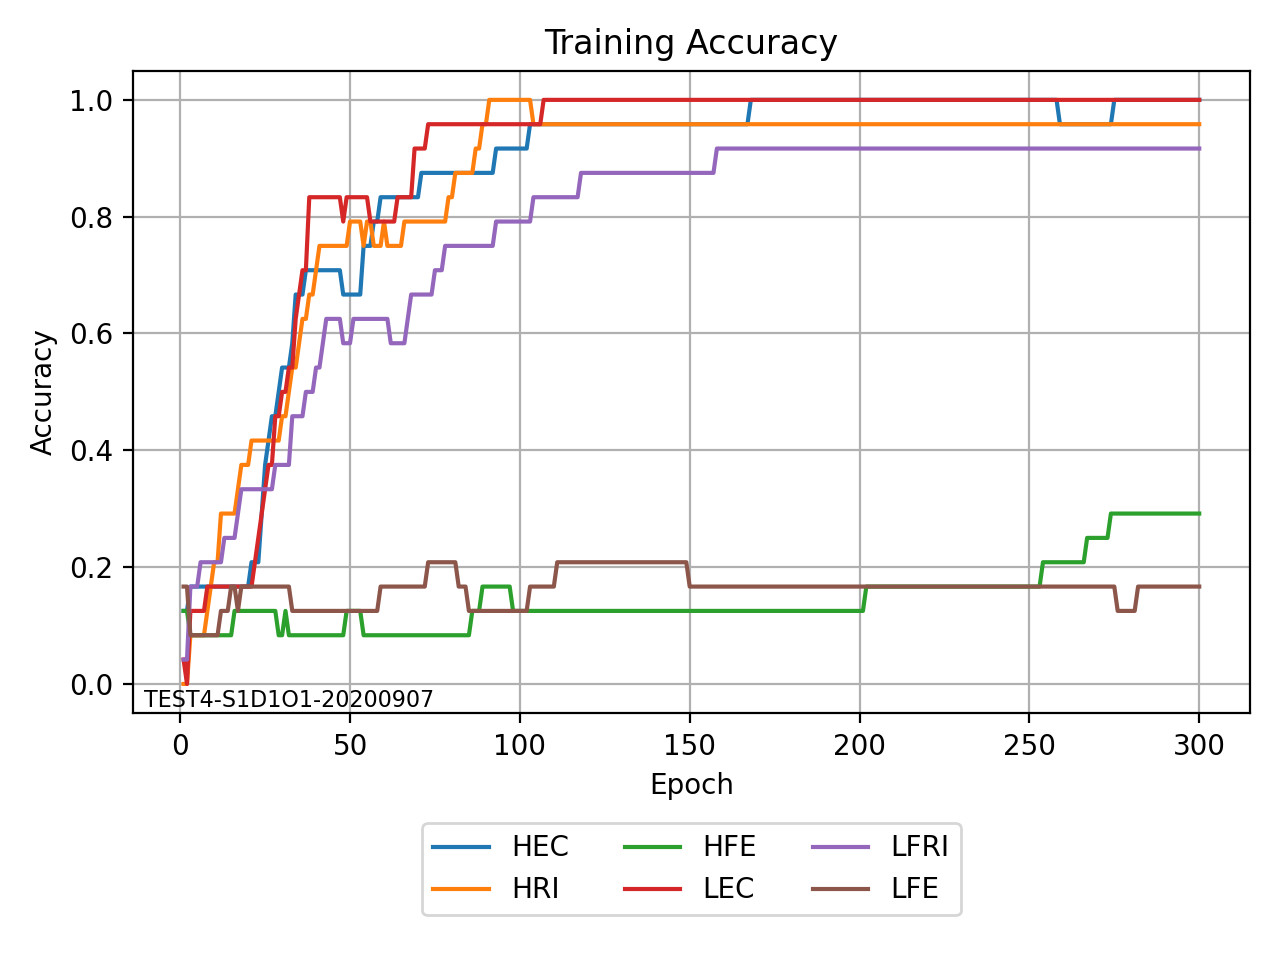 Training Accuracy
1.0
0.8
0.6
0.4
0.2
0.0
Accuracy
TEST4-S1D1O1-20200907
0 50 100 150 200 250 300
Epoch
HEC HFE LFRI
HRI LEC LFE